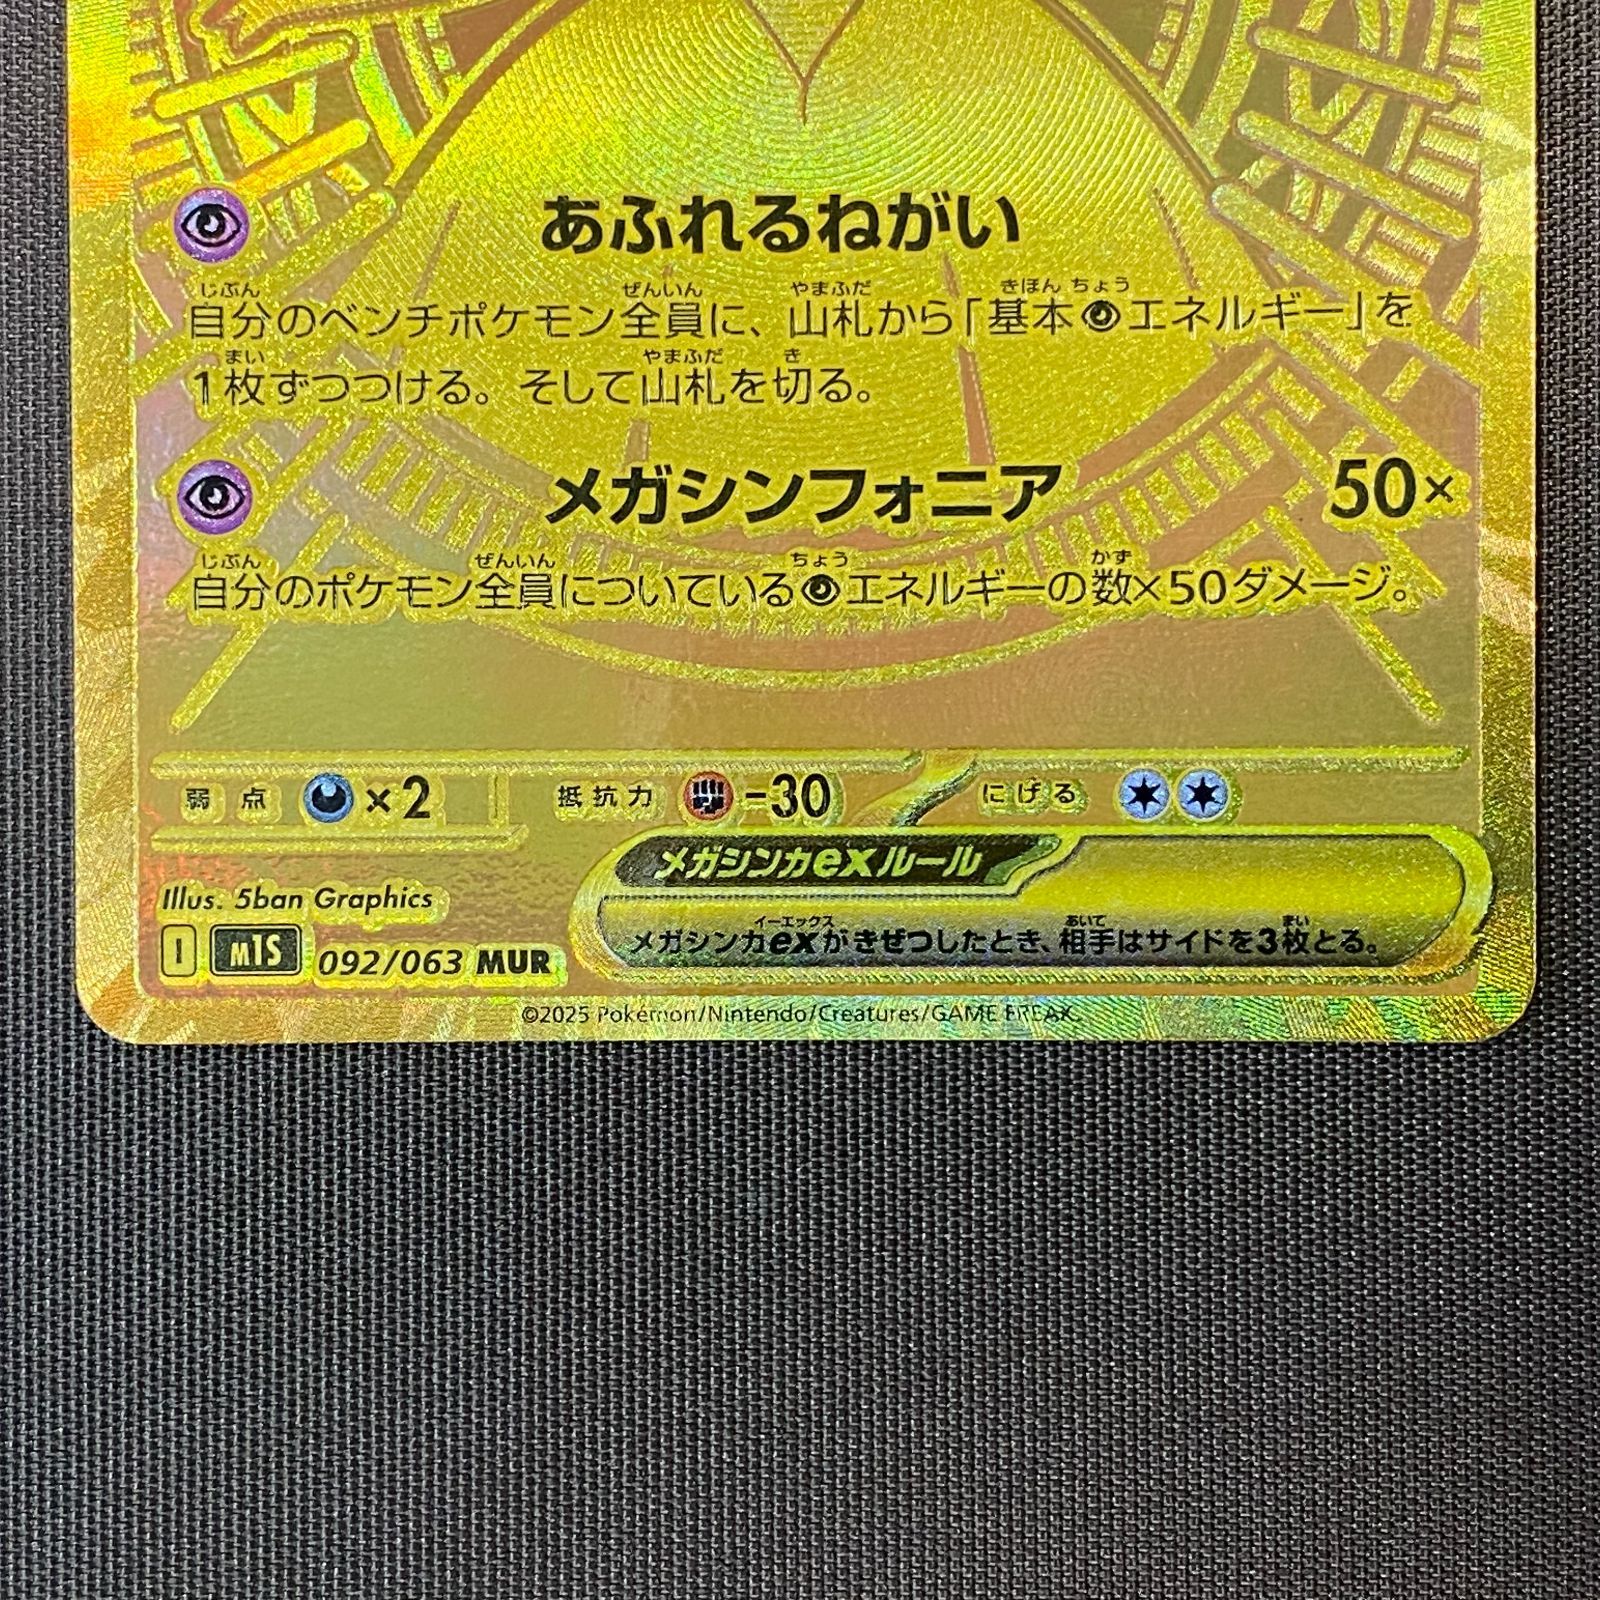 あふれるねがい
自分のベンチポケモン全員に、山札から「基本エネルギー」を
1枚ずつつける。そして山札を切る。
メガシンフォニア 50×
自分のポケモン全員についているエネルギーの数×50ダメージ。
弱点 ×2 抵抗力 -30 にげる
メガシンカexルール
メガシンカexがきぜつしたとき、相手はサイドを3枚とる。
Illus. 5ban Graphics
I M1S 092/063 MUR
©2025 Pokémon/Nintendo/Creatures/GAME FREAK.